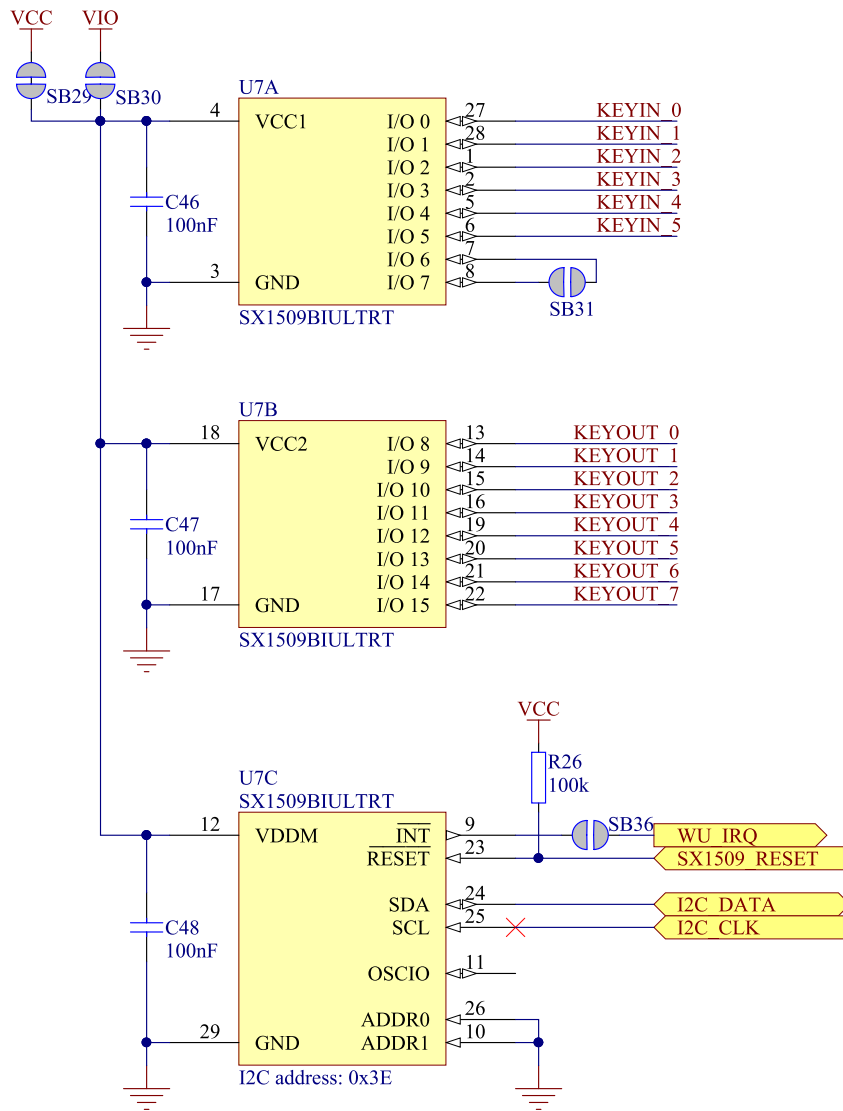 VCC VIO
SB29 SB30
U7A
4 VCC1 I/O 0 27 KEYIN_0
I/O 1 28 KEYIN_1
I/O 2 1 KEYIN_2
I/O 3 2 KEYIN_3
C46
100nF
I/O 4 5 KEYIN_4
I/O 5 6 KEYIN_5
I/O 6 7
3 GND I/O 7 8
SB31
SX1509BIULTRT
U7B
18 VCC2 I/O 8 13 KEYOUT_0
I/O 9 14 KEYOUT_1
I/O 10 15 KEYOUT_2
I/O 11 16 KEYOUT_3
C47
100nF
I/O 12 19 KEYOUT_4
I/O 13 20 KEYOUT_5
I/O 14 21 KEYOUT_6
17 GND I/O 15 22 KEYOUT_7
SX1509BIULTRT
VCC
R26
100k
U7C
SX1509BIULTRT
12 VDDM INT 9 SB36 WU_IRQ
RESET 23 SX1509_RESET
SDA 24 I2C_DATA
SCL 25 I2C_CLK
C48
100nF
OSCIO 11
ADDR0 26
29 GND ADDR1 10
I2C address: 0x3E